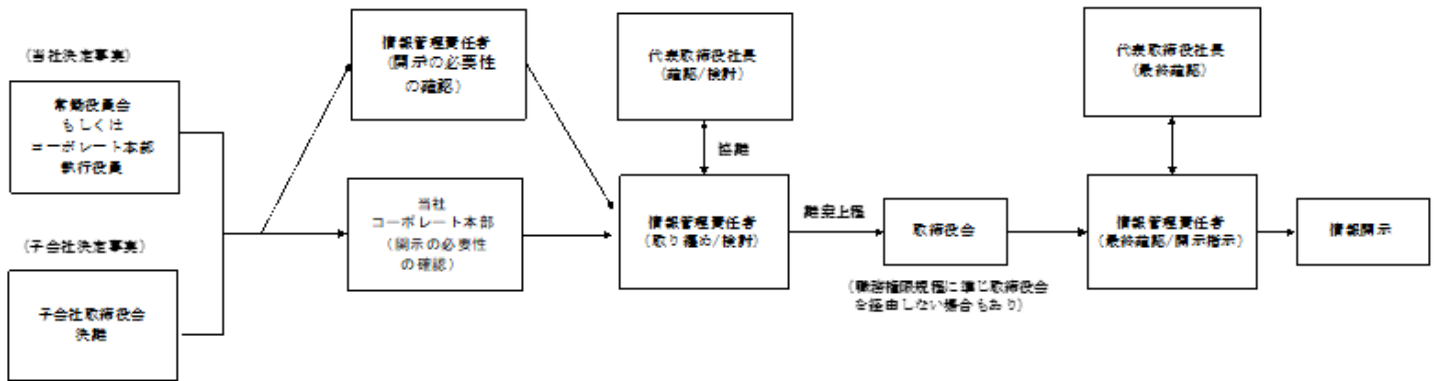 (当社決定事実)
常勤役員会
もしくは
コーポレート本部
執行役員
(子会社決定事実)
子会社取締役会
決議
情報管理責任者
(開示の必要性
の確認)
当社
コーポレート本部
(開示の必要性
の確認)
代表取締役社長
(確認/検討)
協議
情報管理責任者
(取り纏め/検討)
議案上程
取締役会
(職務権限規程に準じ取締役会
を経由しない場合もあり)
代表取締役社長
(最終確認)
情報管理責任者
(最終確認/開示指示)
情報開示